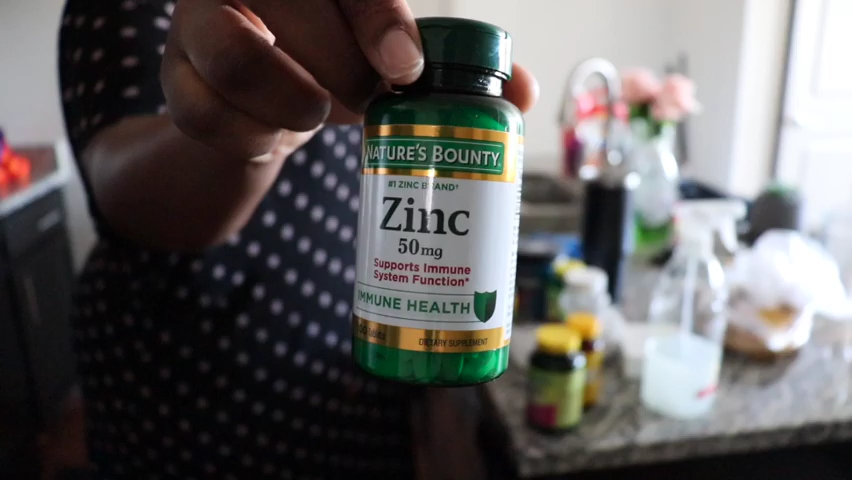 NATURE'S BOUNTY®
#1 ZINC BRAND†
Zinc
50mg
Supports Immune
System Function*
IMMUNE HEALTH
DIETARY SUPPLEMENT